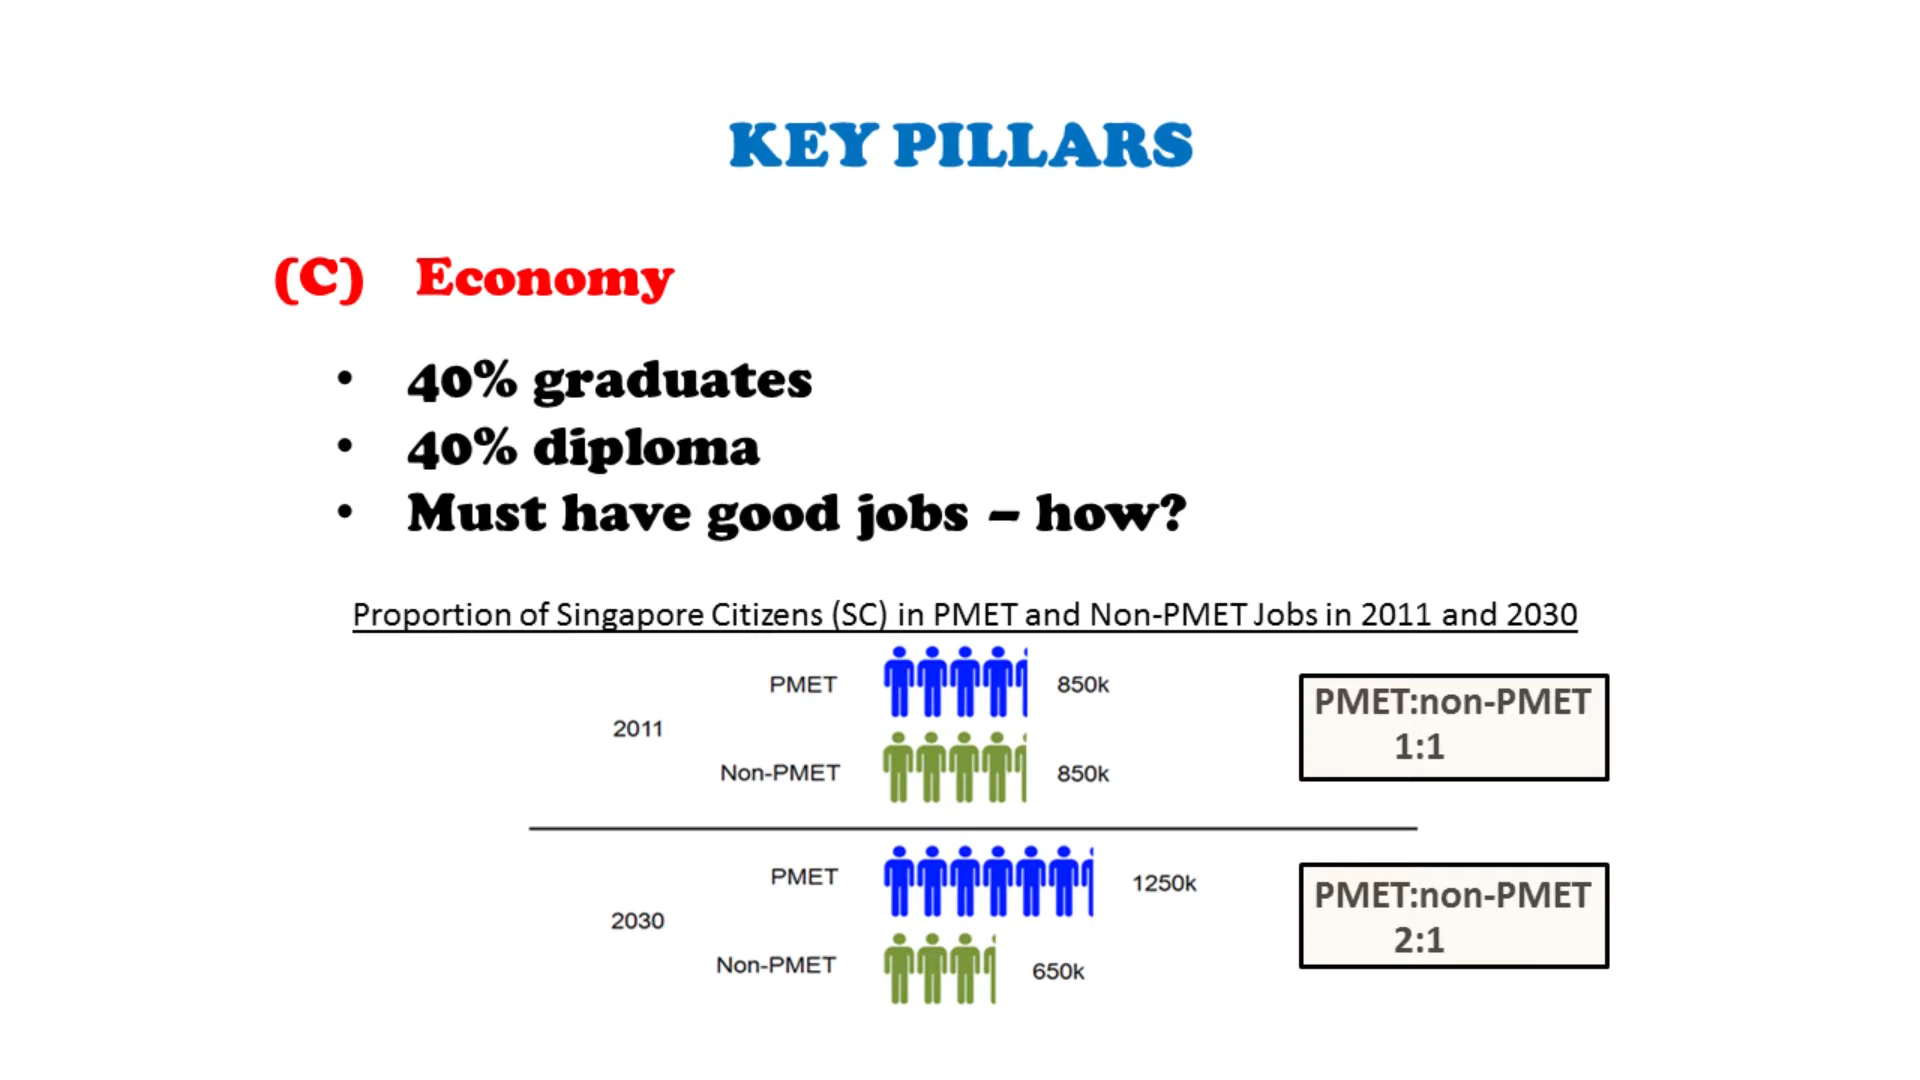 KEY PILLARS
(C) Economy
• 40% graduates
• 40% diploma
• Must have good jobs – how?
Proportion of Singapore Citizens (SC) in PMET and Non-PMET Jobs in 2011 and 2030
PMET 850k
2011
Non-PMET 850k
PMET:non-PMET
1:1
PMET 1250k
2030
Non-PMET 650k
PMET:non-PMET
2:1